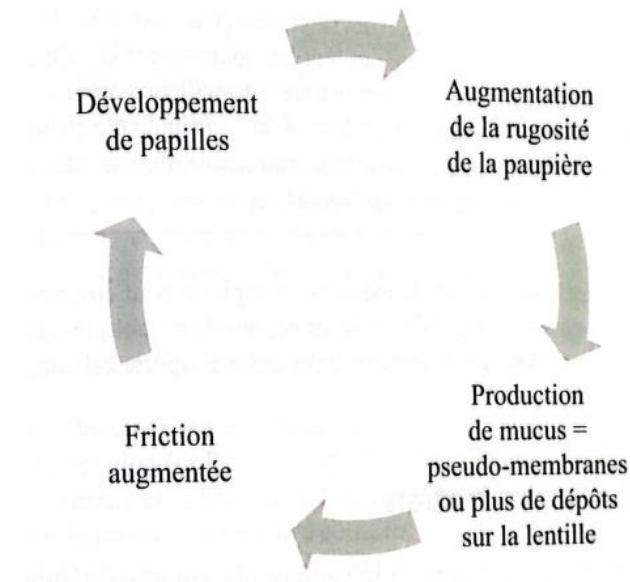 Développement
de papilles
Augmentation
de la rugosité
de la paupière
Production
de mucus =
pseudo-membranes
ou plus de dépôts
sur la lentille
Friction
augmentée